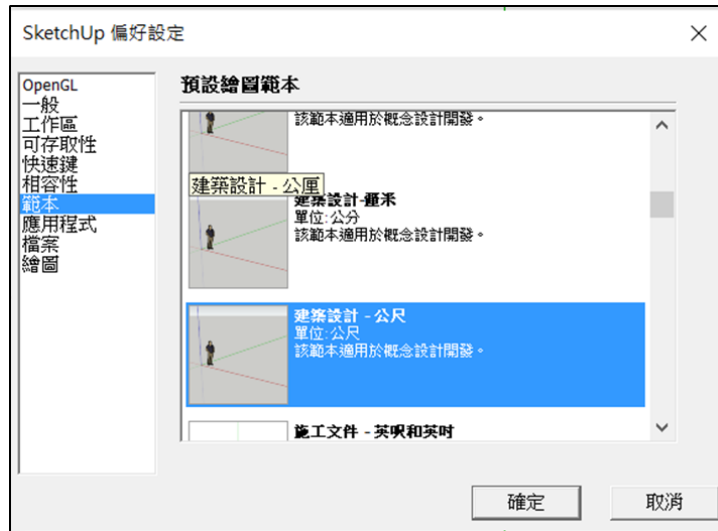 SketchUp 偏好設定
OpenGL
一般
工作區
可存取性
快速鍵
相容性
範本
應用程式
檔案
繪圖
預設繪圖範本
該範本適用於概念設計開發。
建築設計 - 公厘
建築設計-釐米
單位:公分
該範本適用於概念設計開發。
建築設計 - 公尺
單位:公尺
該範本適用於概念設計開發。
施工文件 - 英呎和英吋
確定
取消